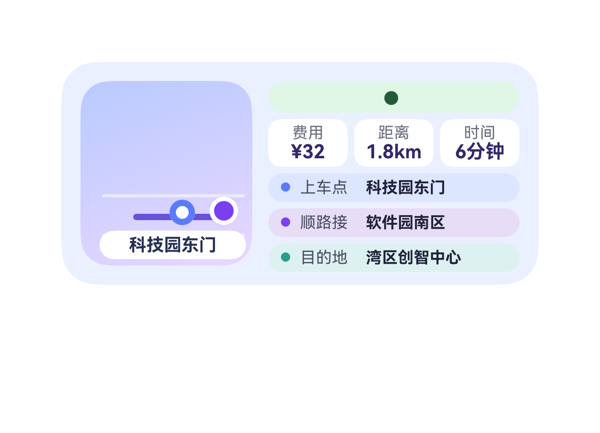 科技园东门
费用 距离 时间
¥32 1.8km 6分钟
上车点 科技园东门
顺路接 软件园南区
目的地 湾区创智中心